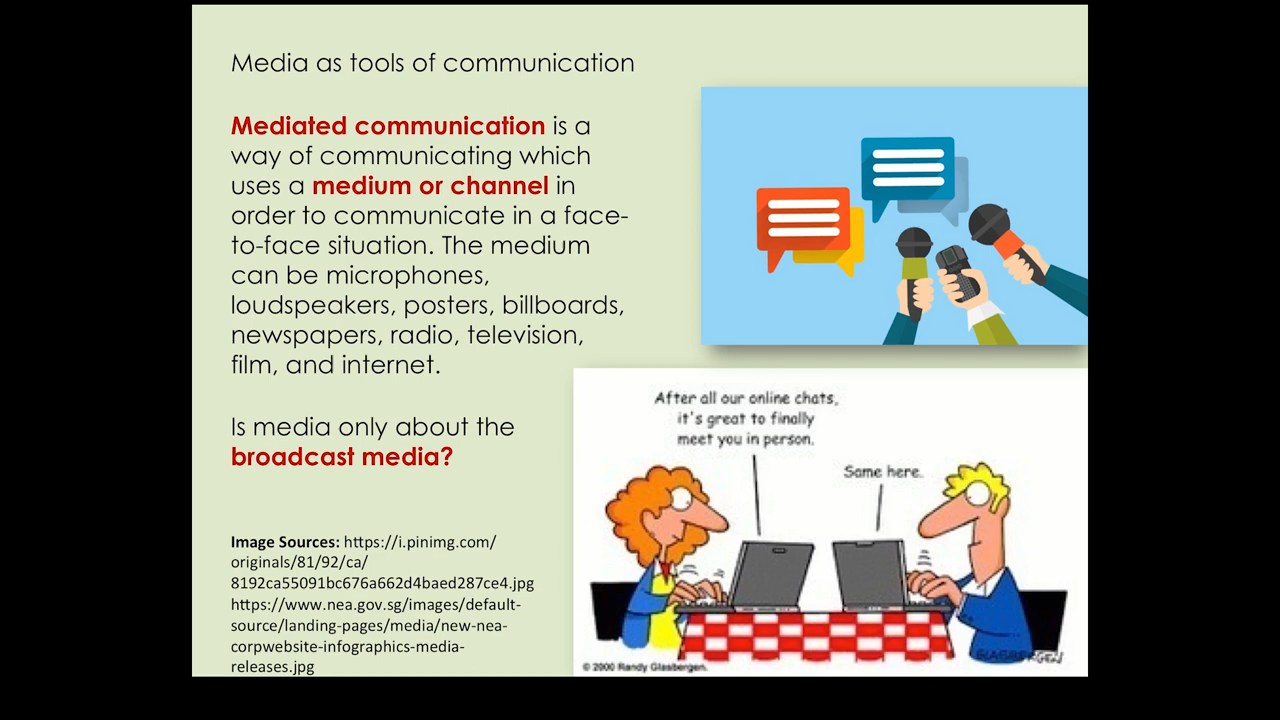 Media as tools of communication
Mediated communication is a
way of communicating which
uses a medium or channel in
order to communicate in a face-
to-face situation. The medium
can be microphones,
loudspeakers, posters, billboards,
newspapers, radio, television,
film, and internet.
Is media only about the
broadcast media?
Image Sources: https://i.pinimg.com/
originals/81/92/ca/
8192ca55091bc676a662d4baed287ce4.jpg
https://www.nea.gov.sg/images/default-
source/landing-pages/media/new-nea-
corpwebsite-infographics-media-
releases.jpg
After all our online chats,
it's great to finally
meet you in person.
Same here.
GLASBERGEN
© 2000 Randy Glasbergen.